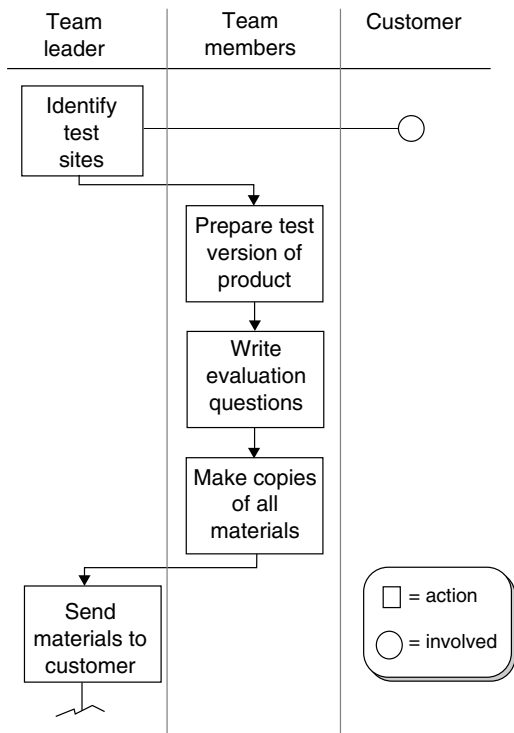 Team
leader
Team
members
Customer
Identify
test
sites
Prepare test
version of
product
Write
evaluation
questions
Make copies
of all
materials
Send
materials to
customer
= action
= involved